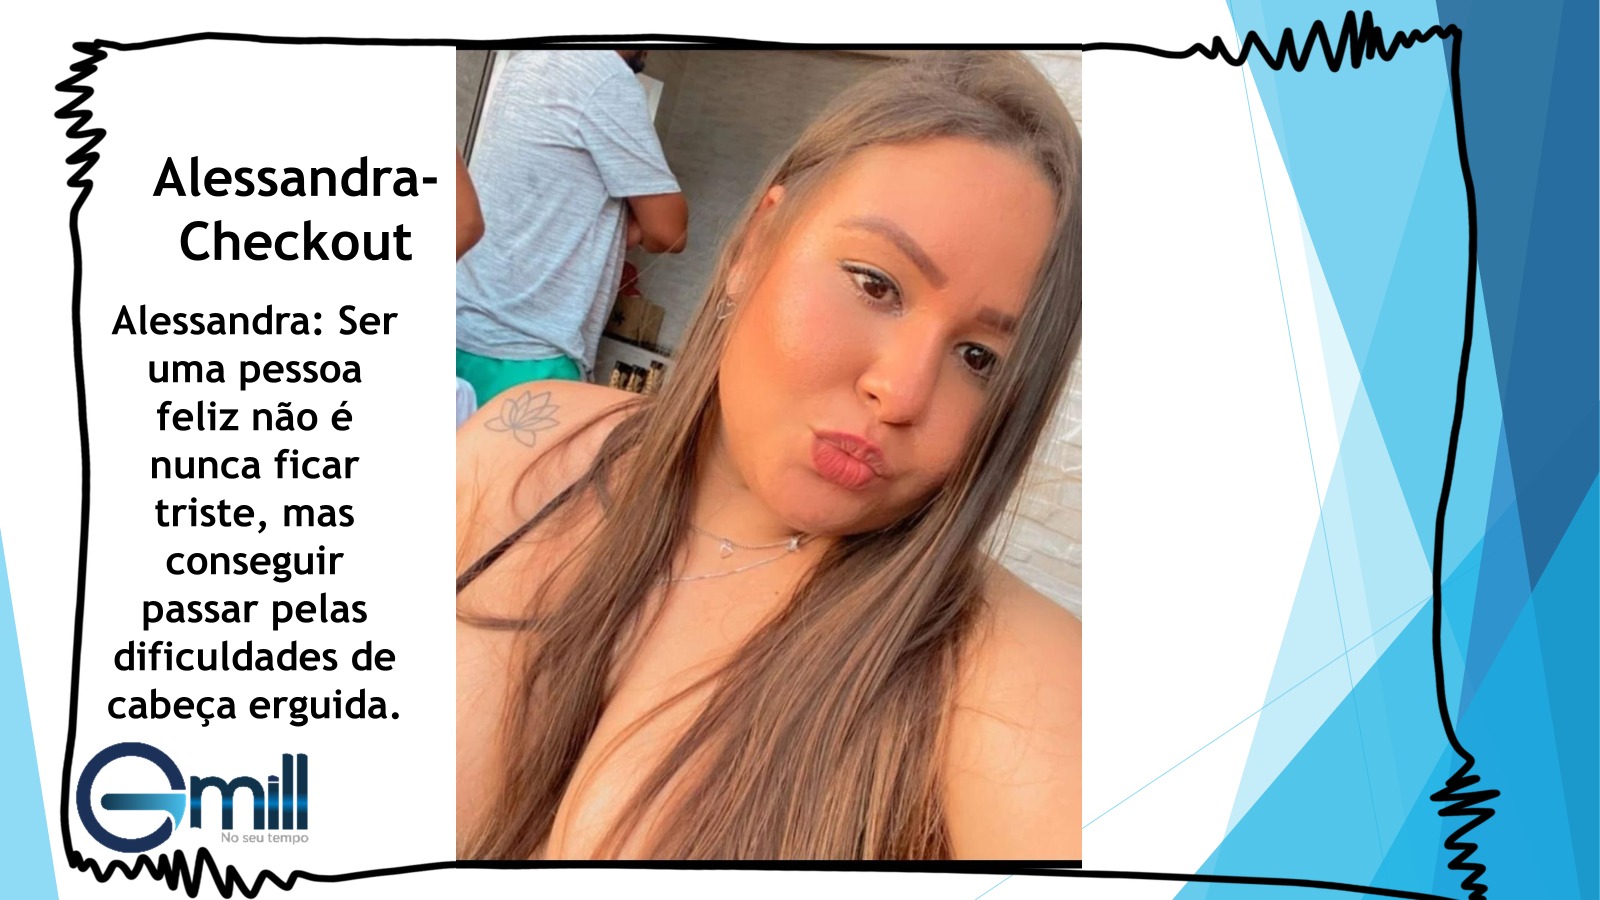 Alessandra-
Checkout
Alessandra: Ser
uma pessoa
feliz não é
nunca ficar
triste, mas
conseguir
passar pelas
dificuldades de
cabeça erguida.
Gmill
No seu tempo